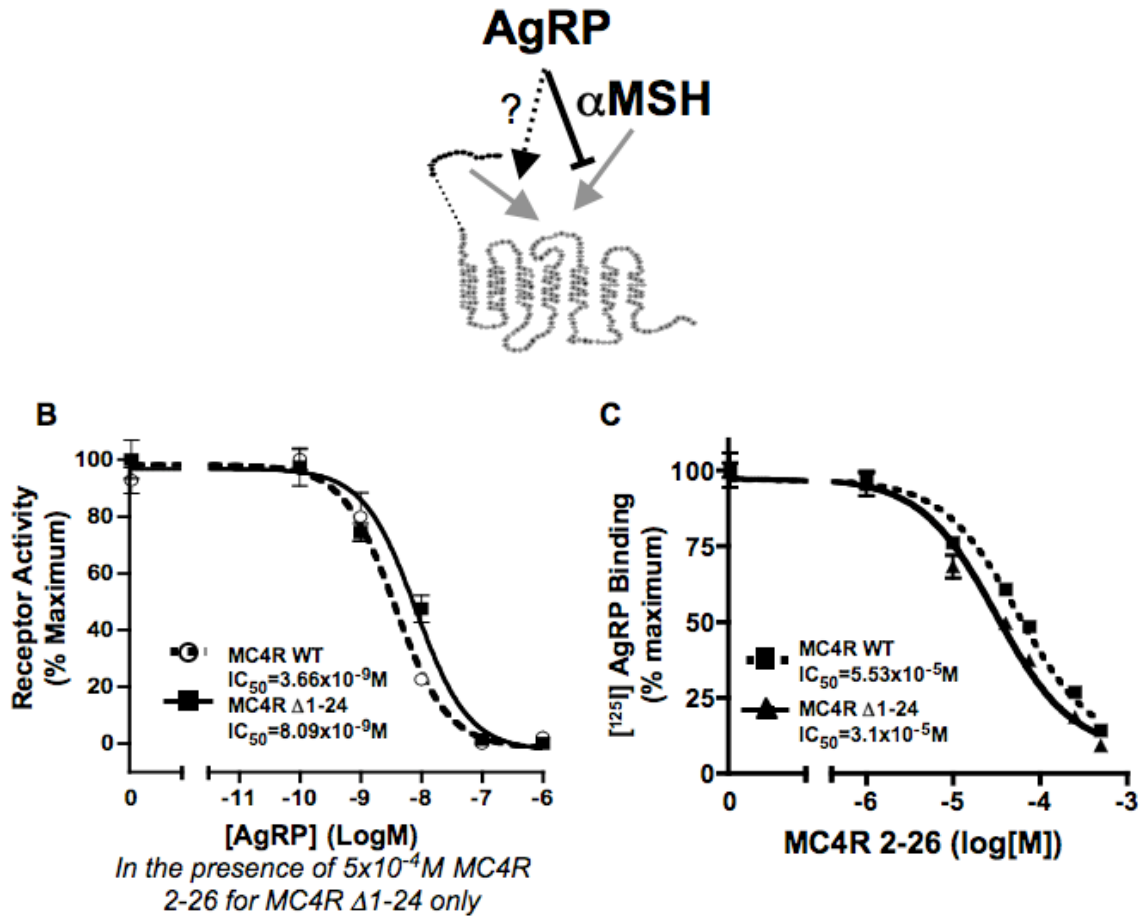 AgRP
?
αMSH
B
Receptor Activity
(% Maximum)
100
80
60
40
20
0
MC4R WT
IC50=3.66x10-9M
MC4R Δ1-24
IC50=8.09x10-9M
0
-11
-10
-9
-8
-7
-6
[AgRP] (LogM)
In the presence of 5x10-4M MC4R
2-26 for MC4R Δ1-24 only
C
[125I] AgRP Binding
(% maximum)
100
75
50
25
0
MC4R WT
IC50=5.53x10-5M
MC4R Δ1-24
IC50=3.1x10-5M
0
-6
-5
-4
-3
MC4R 2-26 (log[M])